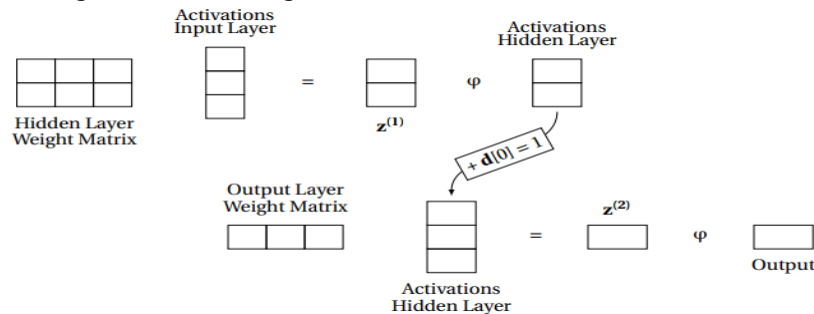 Activations
Input Layer
Activations
Hidden Layer
=
φ
Hidden Layer
Weight Matrix
z(1)
+ d[0] = 1
Output Layer
Weight Matrix
z(2)
=
φ
Output
Activations
Hidden Layer